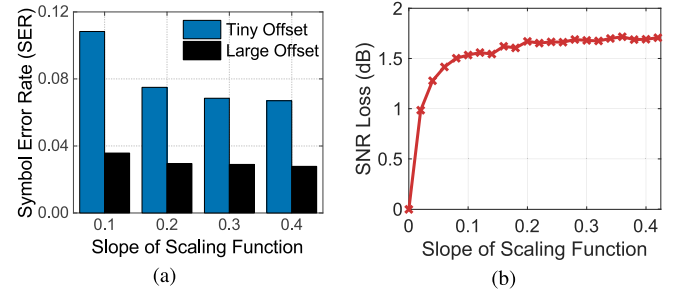 Symbol Error Rate (SER)
0.12
0.08
0.04
0.00
Tiny Offset
Large Offset
0.1 0.2 0.3 0.4
Slope of Scaling Function
(a)
SNR Loss (dB)
2
1.5
1
0.5
0
0 0.1 0.2 0.3 0.4
Slope of Scaling Function
(b)